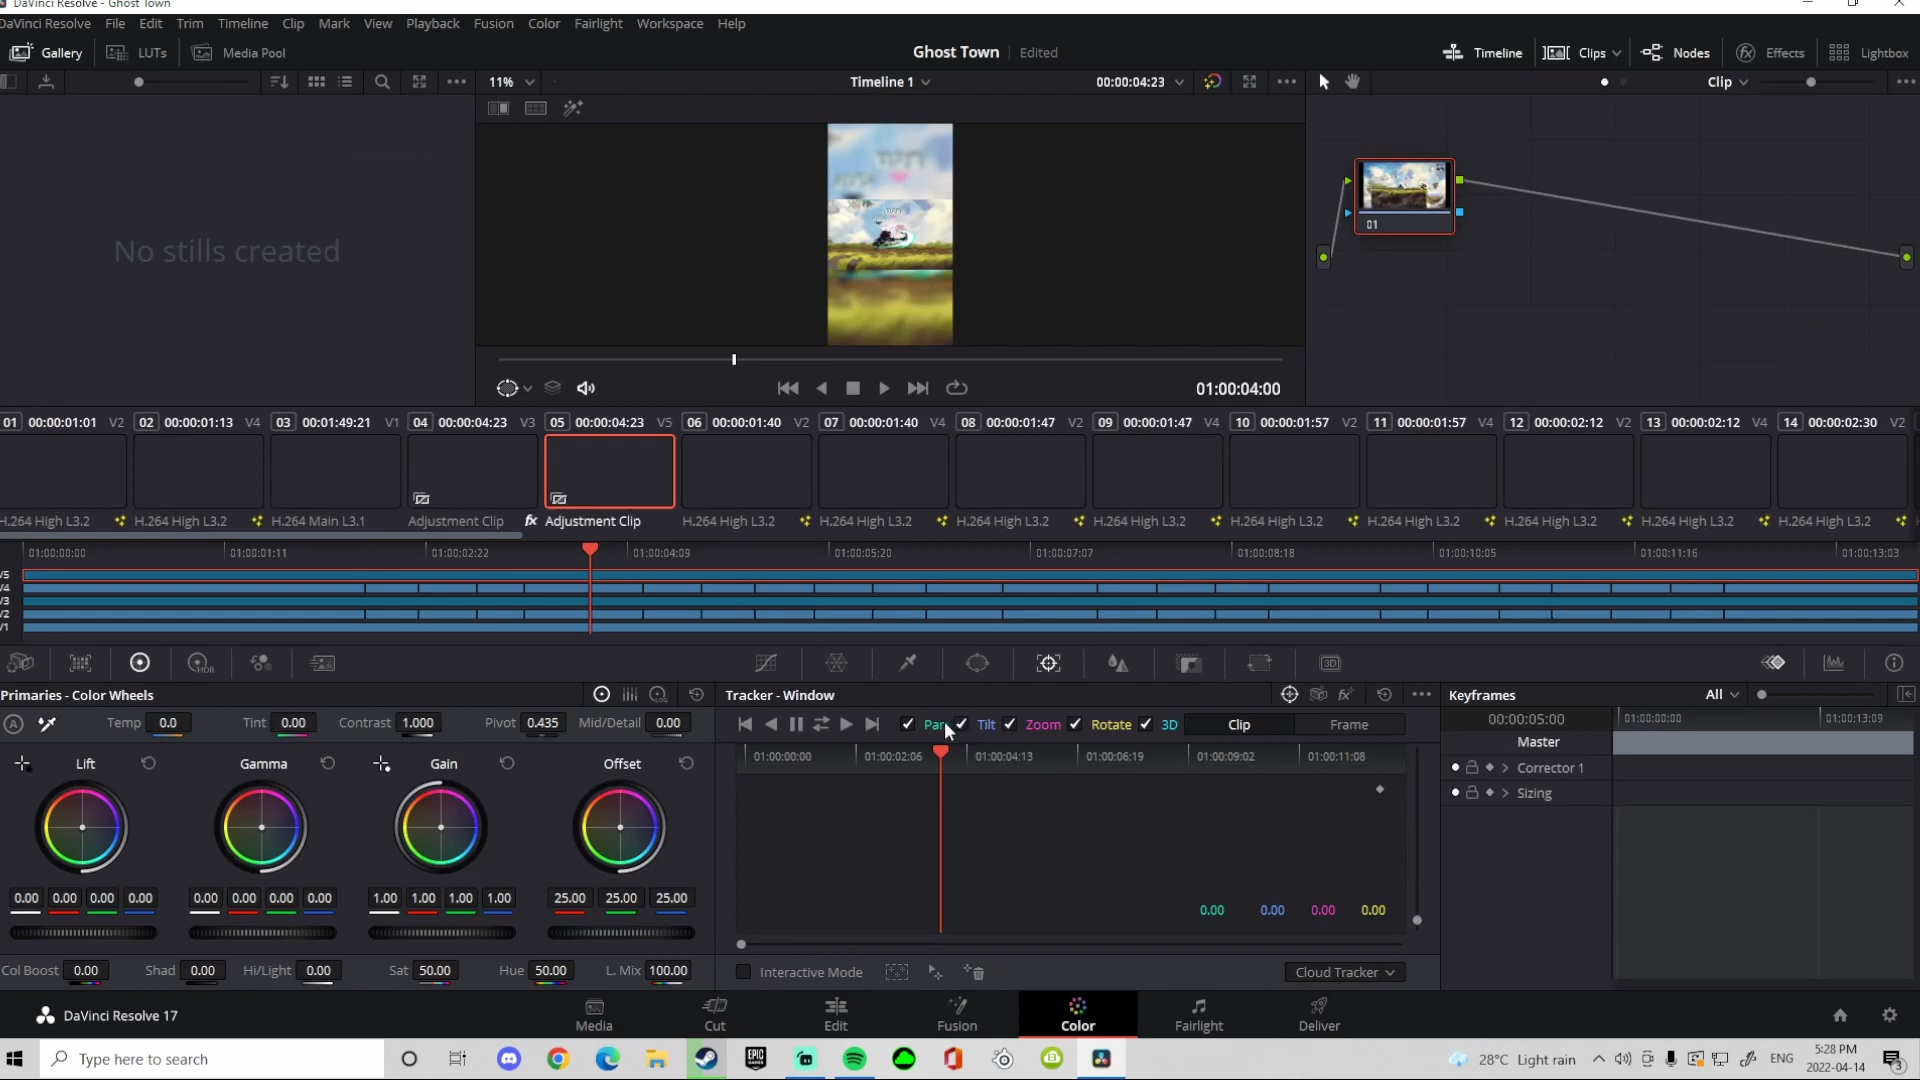 DaVinci Resolve - Ghost Town
DaVinci Resolve File Edit Trim Timeline Clip Mark View Playback Fusion Color Fairlight Workspace Help
Gallery LUTs Media Pool Ghost Town Edited Timeline Clips Nodes Effects Lightbox
11% Timeline 1 00:00:04:23 Clip
No stills created
01
01:00:04:00
01 00:00:01:01 V2 02 00:00:01:13 V4 03 00:01:49:21 V1 04 00:00:04:23 V3 05 00:00:04:23 V5 06 00:00:01:40 V2 07 00:00:01:40 V4 08 00:00:01:47 V2 09 00:00:01:47 V4 10 00:00:01:57 V2 11 00:00:01:57 V4 12 00:00:02:12 V2 13 00:00:02:12 V4 14 00:00:02:30 V2
H.264 High L3.2 H.264 High L3.2 H.264 Main L3.1 Adjustment Clip fx Adjustment Clip H.264 High L3.2 H.264 High L3.2 H.264 High L3.2 H.264 High L3.2 H.264 High L3.2 H.264 High L3.2 H.264 High L3.2 H.264 High L3.2 H.264 High L3.2
01:00:00:00 01:00:01:11 01:00:02:22 01:00:04:09 01:00:05:20 01:00:07:07 01:00:08:18 01:00:10:05 01:00:11:16 01:00:13:03
V5
V4
V3
V2
V1
HDR 3D
Primaries - Color Wheels LOG Tracker - Window fx Keyframes All
A Temp 0.0 Tint 0.00 Contrast 1.000 Pivot 0.435 Mid/Detail 0.00 Pan Tilt Zoom Rotate 3D Clip Frame 00:00:05:00 01:00:00:00 01:00:13:09
Master
01:00:00:00 01:00:02:06 01:00:04:13 01:00:06:19 01:00:09:02 01:00:11:08
Lift Gamma Gain Offset Corrector 1
Sizing
0.00 0.00 0.00 0.00 0.00 0.00 0.00 0.00 1.00 1.00 1.00 1.00 25.00 25.00 25.00 0.00 0.00 0.00 0.00
Col Boost 0.00 Shad 0.00 Hi/Light 0.00 Sat 50.00 Hue 50.00 L. Mix 100.00 Interactive Mode Cloud Tracker
DaVinci Resolve 17 Media Cut Edit Fusion Color Fairlight Deliver
Type here to search EPIC GAMES 28°C Light rain ENG 5:28 PM
2022-04-14 3